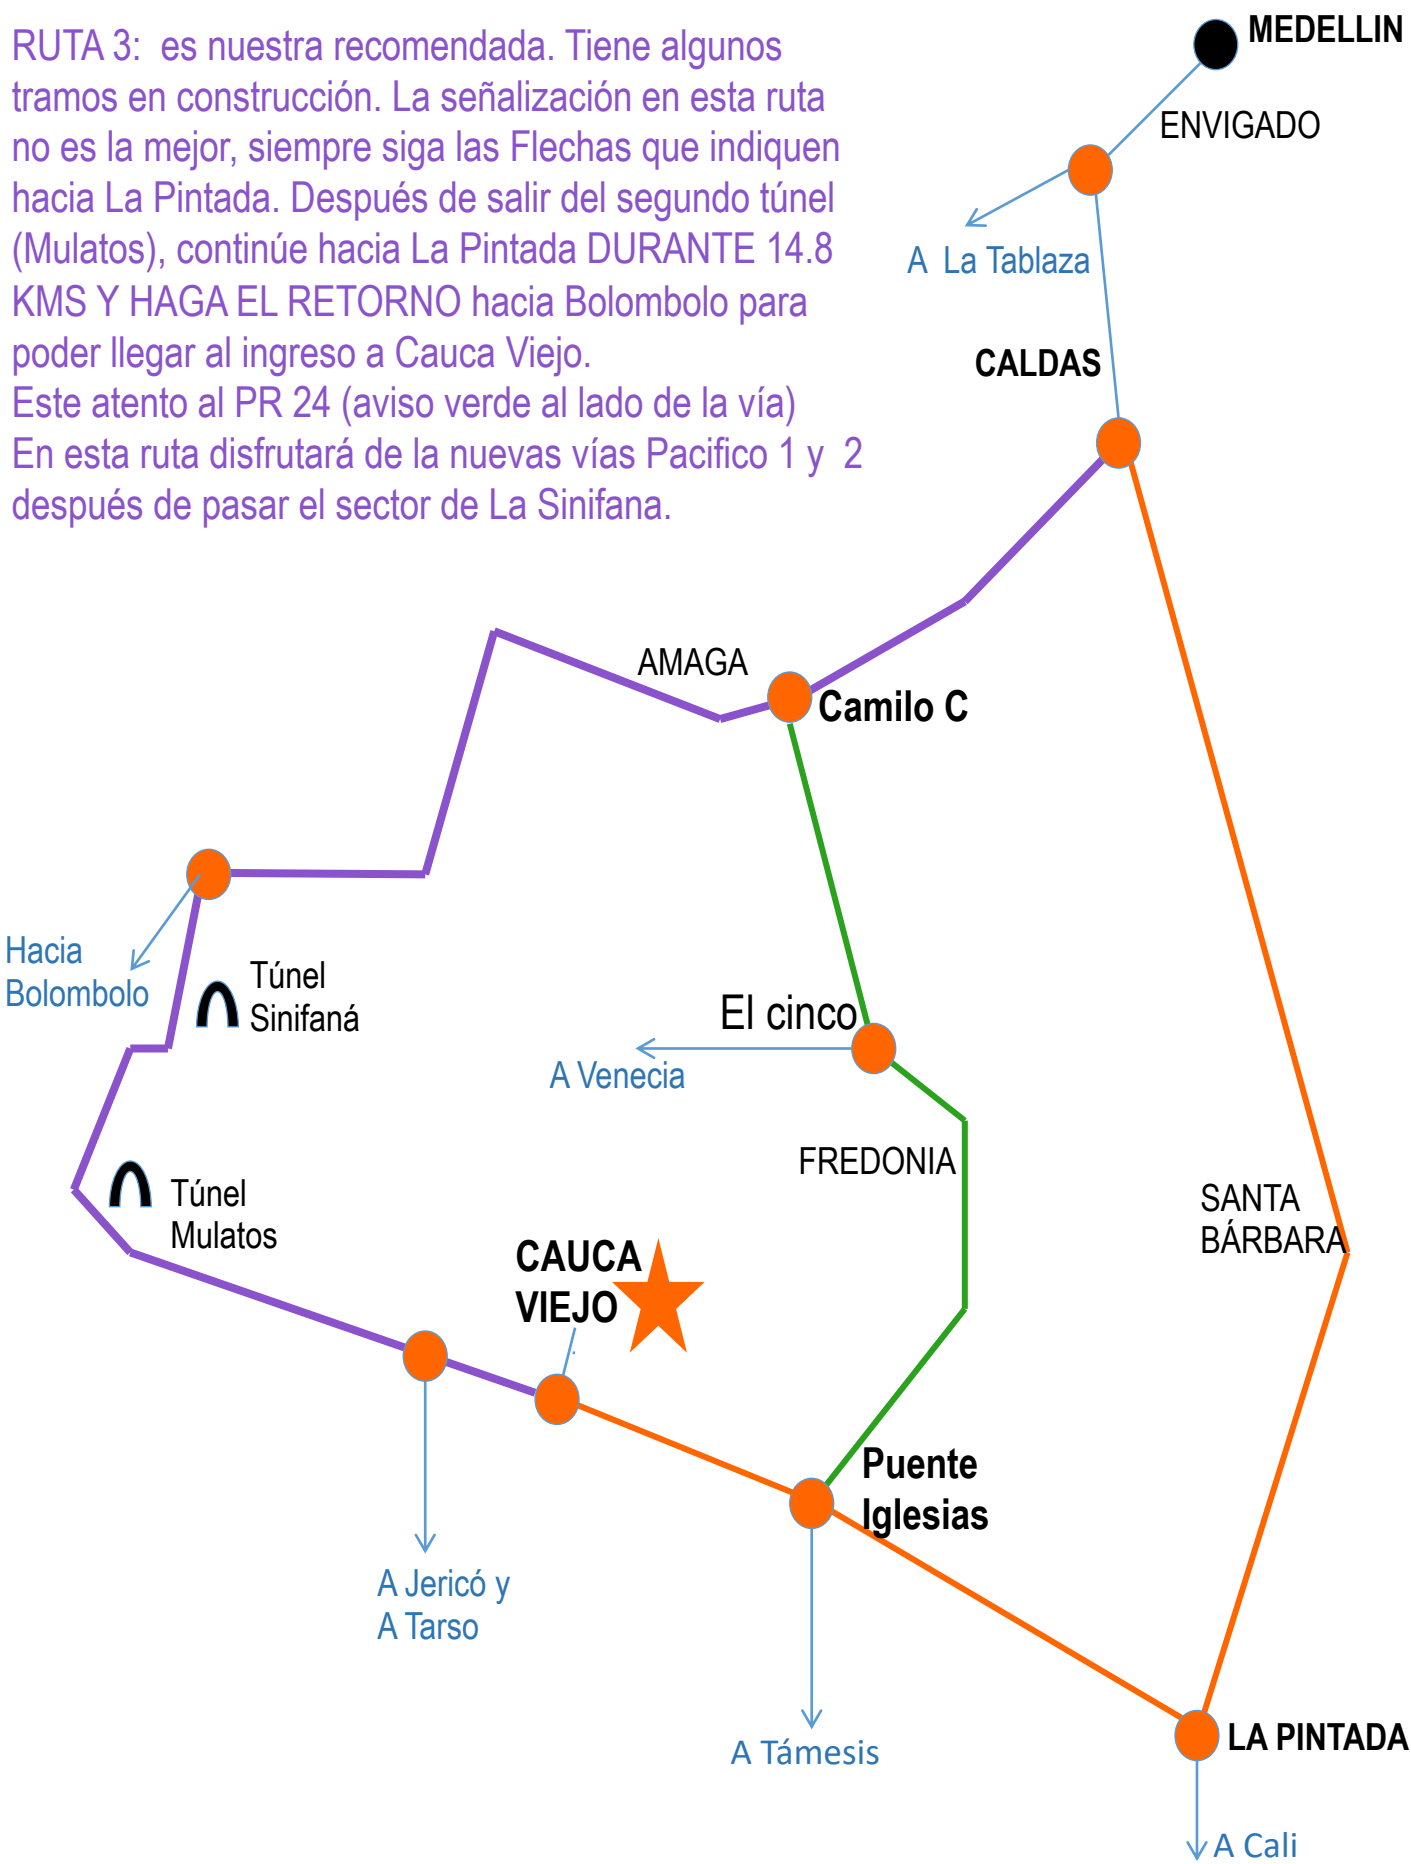 RUTA 3:  es nuestra recomendada. Tiene algunos
tramos en construcción. La señalización en esta ruta
no es la mejor, siempre siga las Flechas que indiquen
hacia La Pintada. Después de salir del segundo túnel
(Mulatos), continúe hacia La Pintada DURANTE 14.8
KMS Y HAGA EL RETORNO hacia Bolombolo para
poder llegar al ingreso a Cauca Viejo.
Este atento al PR 24 (aviso verde al lado de la vía)
En esta ruta disfrutará de la nuevas vías Pacifico 1 y  2
después de pasar el sector de La Sinifana.
MEDELLIN
ENVIGADO
A  La Tablaza
CALDAS
AMAGA
Camilo C
Hacia
Bolombolo
Túnel
Sinifaná
El cinco
A Venecia
FREDONIA
Túnel
Mulatos
SANTA
BÁRBARA
CAUCA
VIEJO
Puente
Iglesias
A Jericó y
A Tarso
A Támesis
LA PINTADA
A Cali